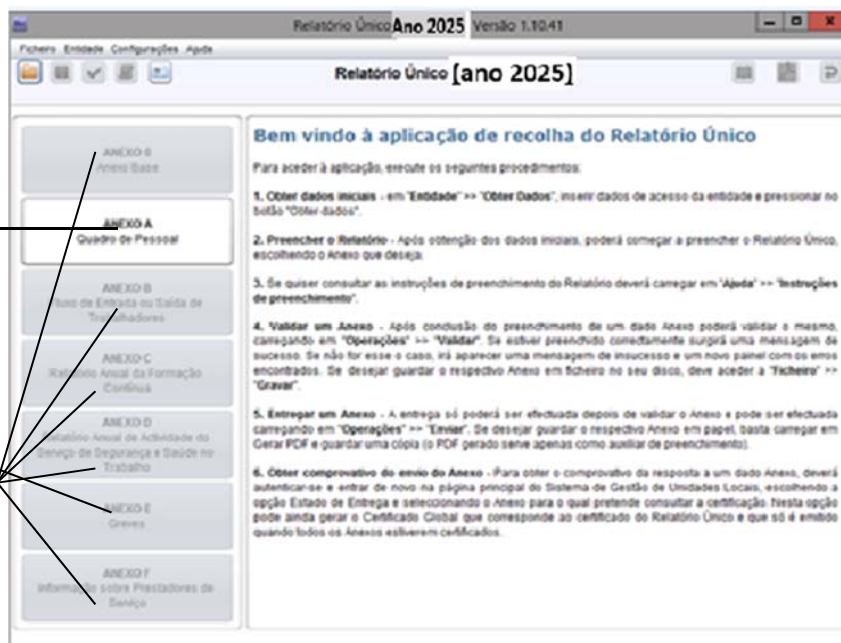 Relatório Único Ano 2025 Versão 1.10.41
Ficheiro Entidade Configurações Ajuda
Relatório Único [ano 2025]
ANEXO 0
Anexo Base
ANEXO A
Quadro de Pessoal
ANEXO B
Fluxo de Entrada ou Saída de
Trabalhadores
ANEXO C
Relatório Anual da Formação
Contínua
ANEXO D
Relatório Anual de Actividade do
Serviço de Segurança e Saúde no
Trabalho
ANEXO E
Greves
ANEXO F
Informação sobre Prestadores de
Serviço
Bem vindo à aplicação de recolha do Relatório Único
Para aceder à aplicação, execute os seguintes procedimentos:
1. Obter dados iniciais - em "Entidade" >> "Obter Dados", inserir dados de acesso da entidade e pressionar no
botão "Obter dados".
2. Preencher o Relatório - Após obtenção dos dados iniciais, poderá começar a preencher o Relatório Único,
escolhendo o Anexo que deseja.
3. Se quiser consultar as instruções de preenchimento do Relatório deverá carregar em "Ajuda" >> "Instruções
de preenchimento".
4. Validar um Anexo - Após conclusão do preenchimento de um dado Anexo poderá validar o mesmo,
carregando em "Operações" >> "Validar". Se estiver preenchido correctamente surgirá uma mensagem de
sucesso. Se não for esse o caso, irá aparecer uma mensagem de insucesso e um novo painel com os erros
encontrados. Se desejar guardar o respectivo Anexo em ficheiro no seu disco, deve aceder a "Ficheiro" >>
"Gravar".
5. Entregar um Anexo - A entrega só poderá ser efectuada depois de validar o Anexo e pode ser efectuada
carregando em "Operações" >> "Enviar". Se desejar guardar o respectivo Anexo em papel, basta carregar em
Gerar PDF e guardar uma cópia (o PDF gerado serve apenas como auxiliar de preenchimento).
6. Obter comprovativo do envio do Anexo - Para obter o comprovativo da resposta a um dado Anexo, deverá
autenticar-se e entrar de novo na página principal do Sistema de Gestão de Unidades Locais, escolhendo a
opção Estado de Entrega e seleccionando o Anexo para o qual pretende consultar a certificação. Nesta opção
pode ainda gerar o Certificado Global que corresponde ao certificado do Relatório Único e que só é emitido
quando todos os Anexos estiverem certificados.